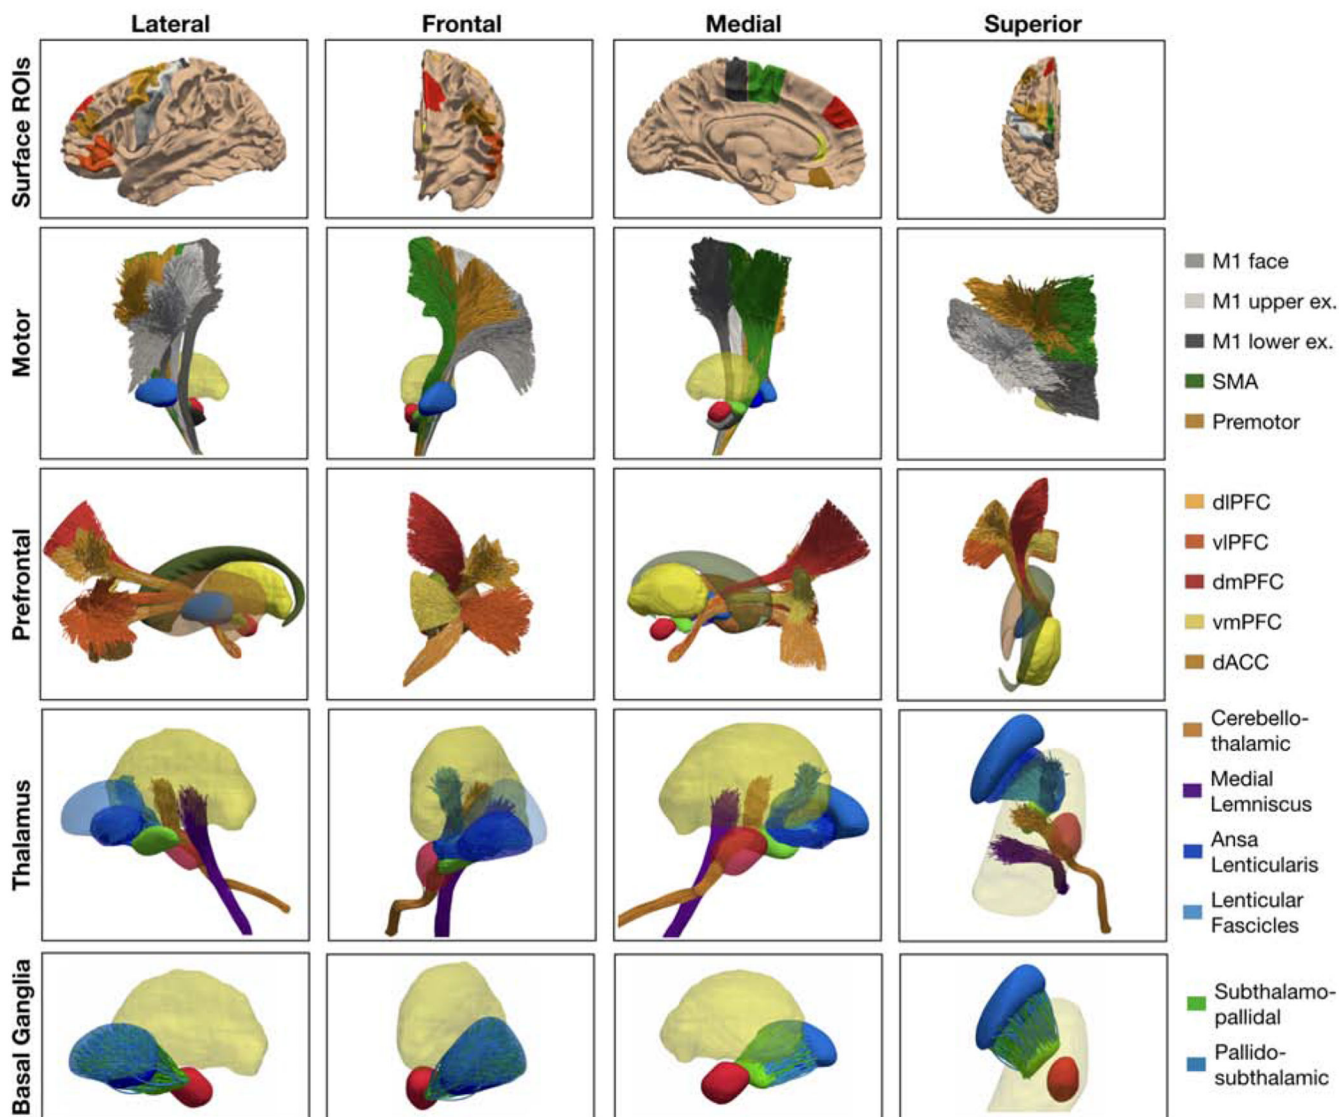 Lateral
Frontal
Medial
Superior
Surface ROIs
Motor
M1 face
M1 upper ex.
M1 lower ex.
SMA
Premotor
Prefrontal
dlPFC
vlPFC
dmPFC
vmPFC
dACC
Thalamus
Cerebello-
thalamic
Medial
Lemniscus
Ansa
Lenticularis
Lenticular
Fascicles
Basal Ganglia
Subthalamo-
pallidal
Pallido-
subthalamic